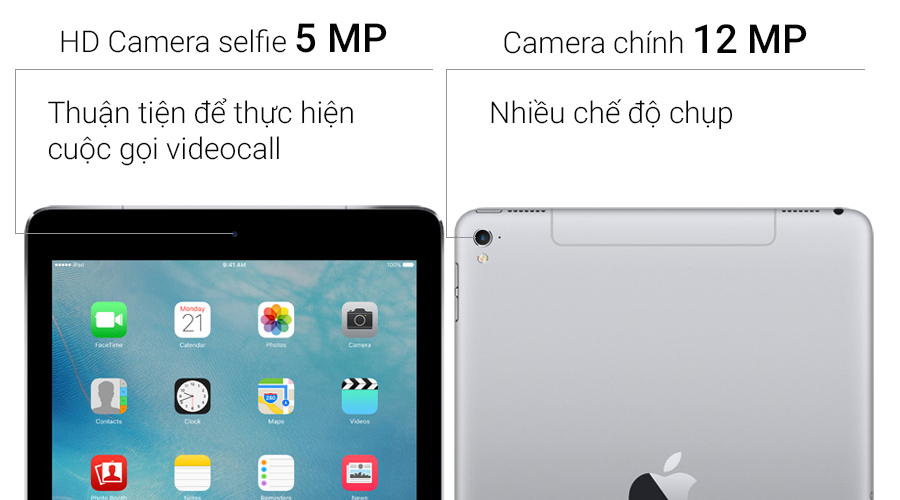 HD Camera selfie 5 MP
Camera chính 12 MP
Thuận tiện để thực hiện
cuộc gọi videocall
Nhiều chế độ chụp
iPad 9:41 AM 100%
Monday
21
FaceTime Calendar Photos Camera
280
Contacts Clock Maps Videos
Photo Booth Notes Reminders News